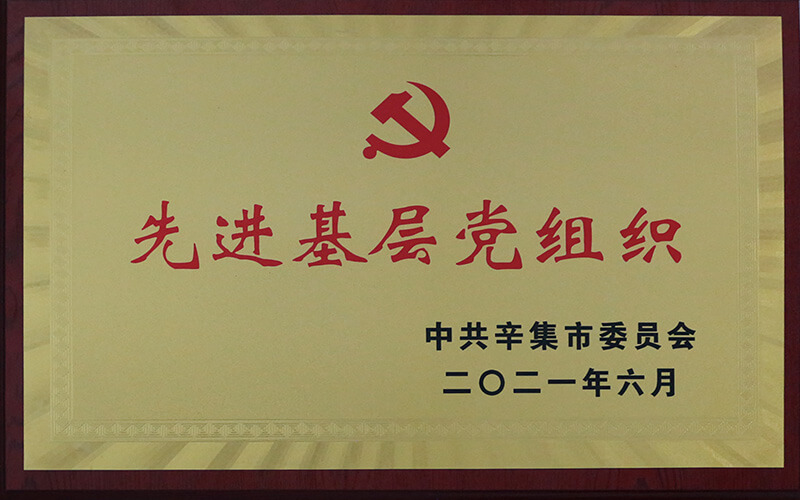 先进基层党组织
中共辛集市委员会
二〇二一年六月